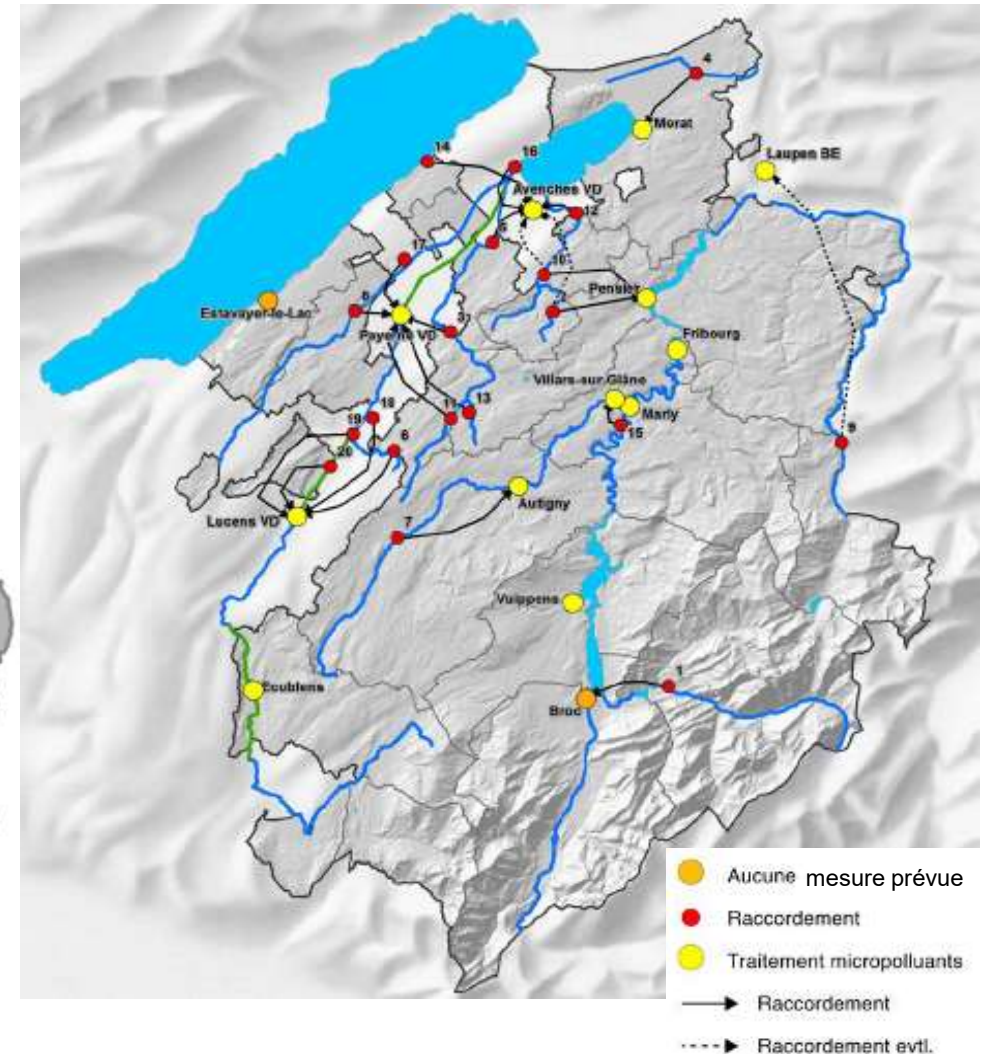 4
Morat
14
16
Laupen BE
Avenches VD
12
17
10
Pensier
2
Estavayer-le-Lac
Payerne VD
3
Fribourg
Villars-sur-Glâne
Marly
15
11
13
18
19
6
20
9
Lucens VD
Autigny
7
Vuippens
1
Ecublens
Broc
Aucune mesure prévue
Raccordement
Traitement micropolluants
Raccordement
Raccordement evtl.